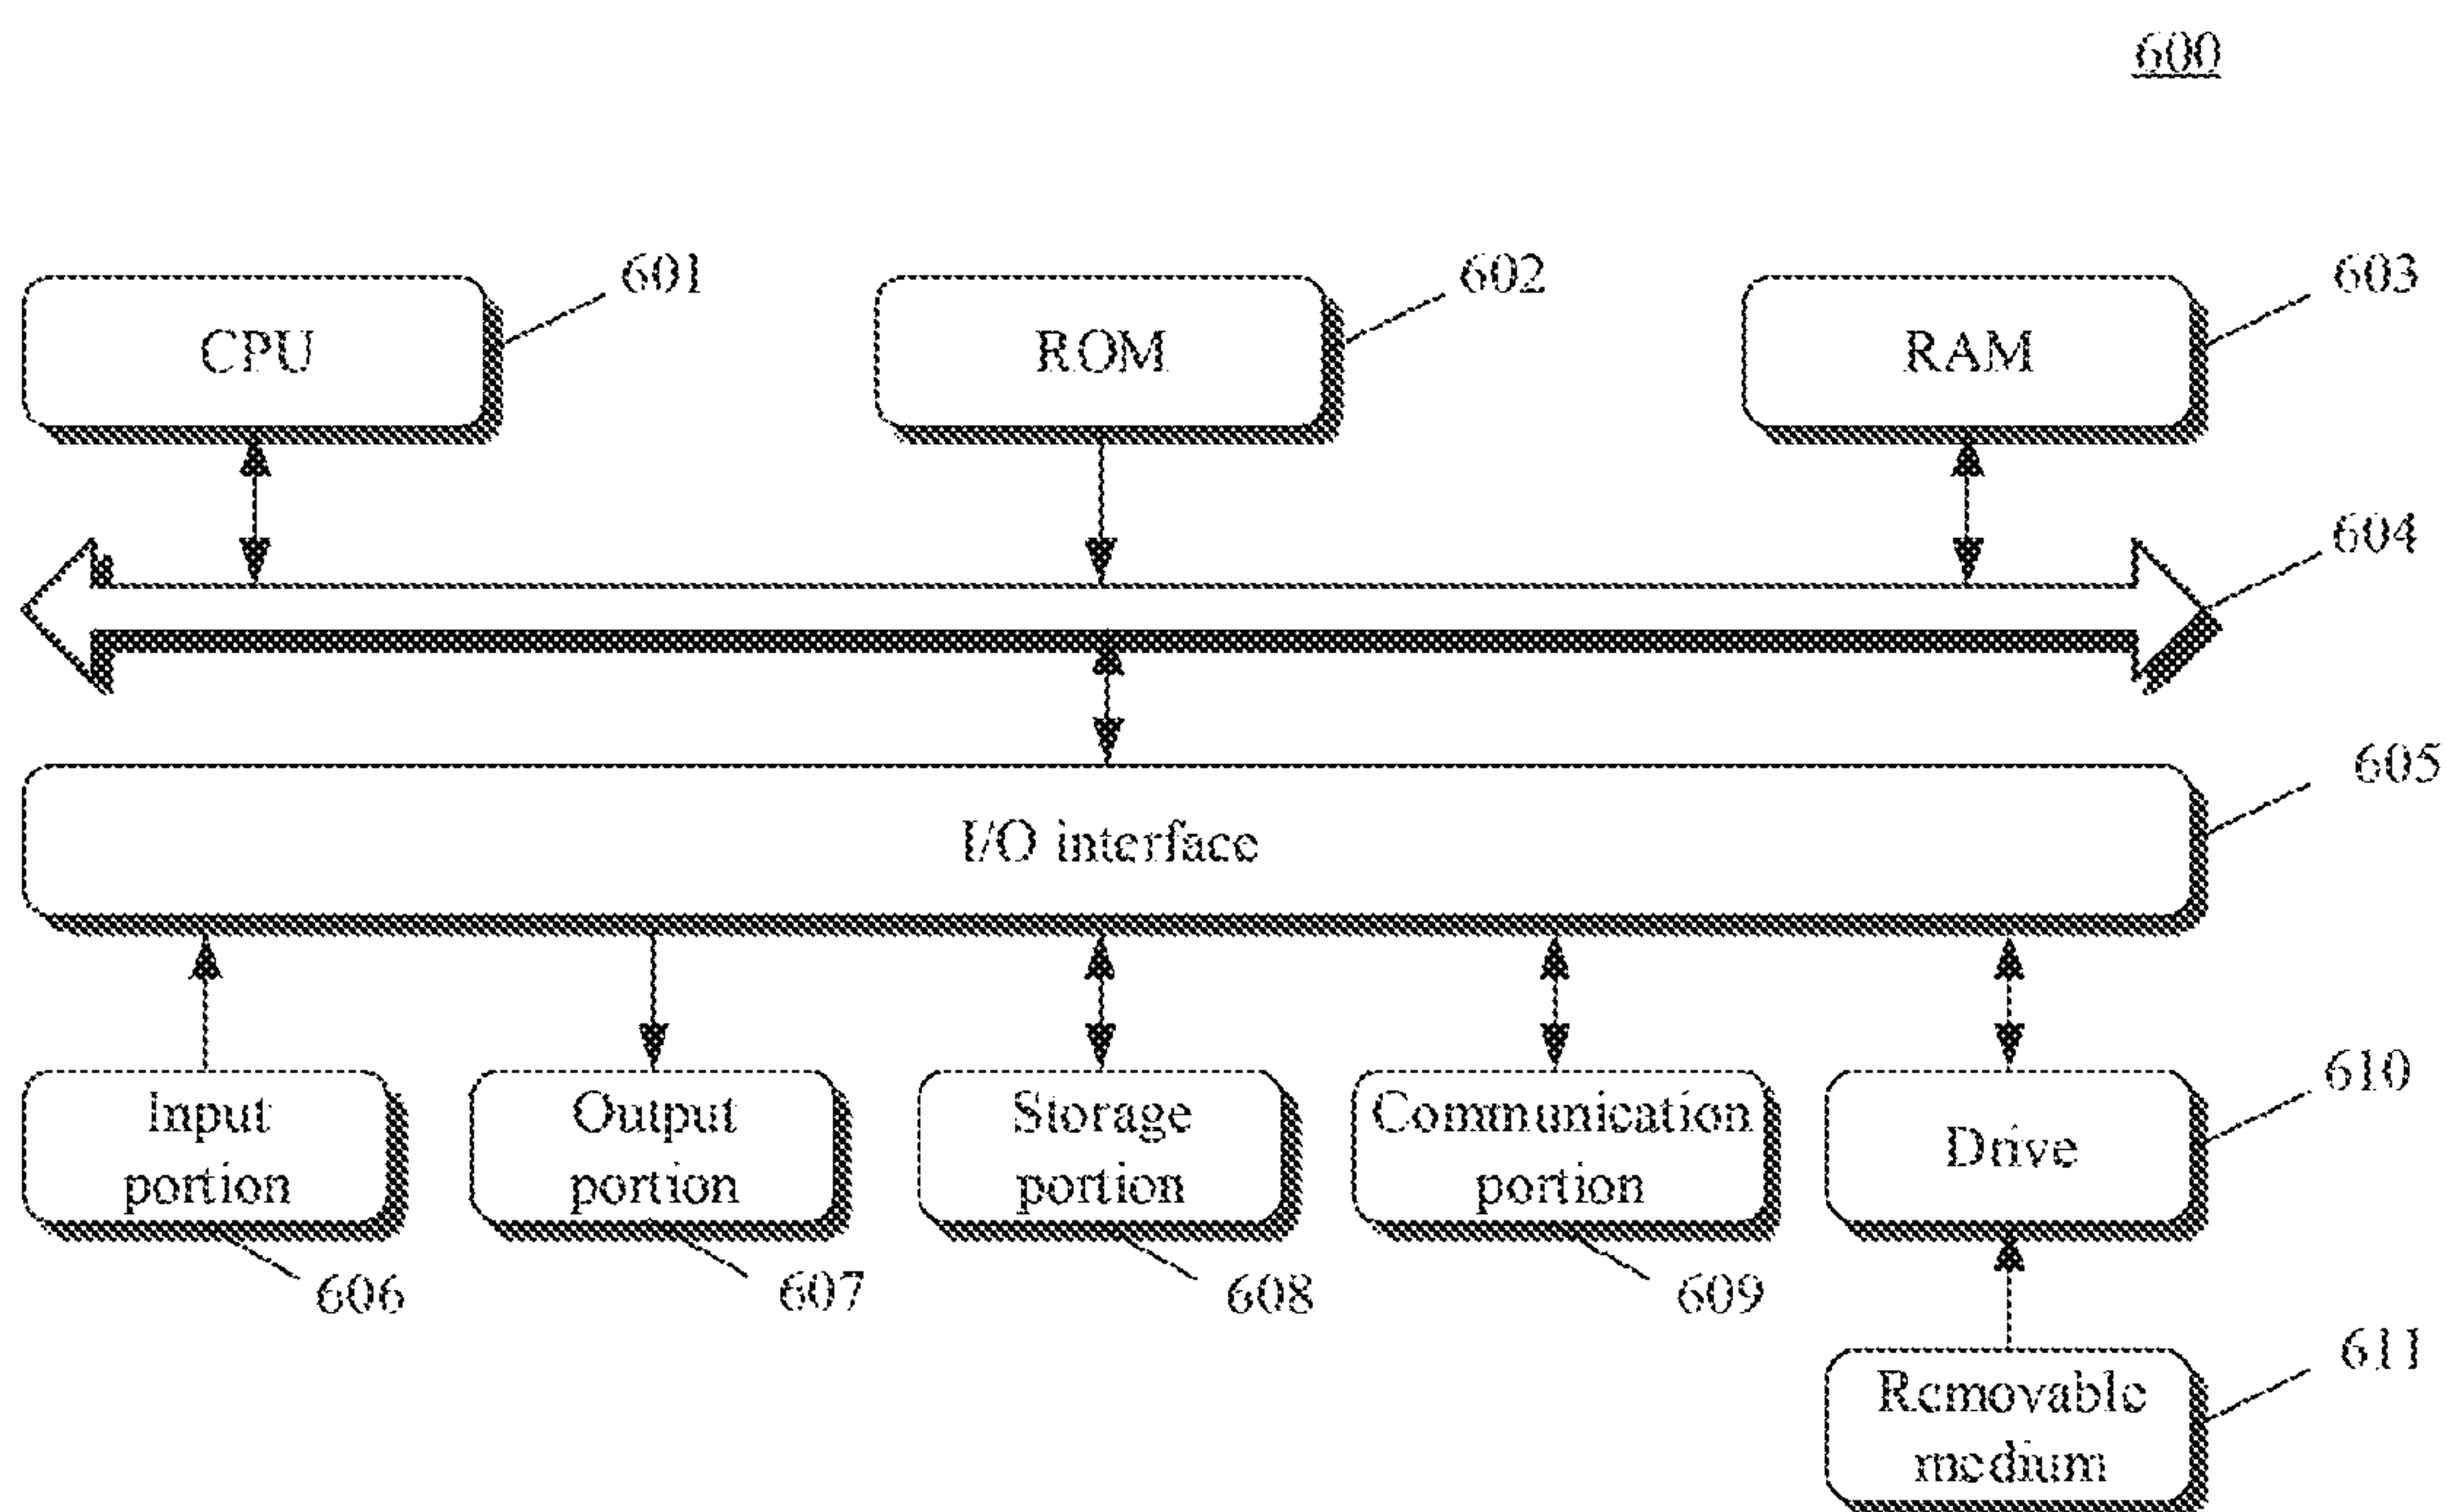 600
601
602
603
CPU
ROM
RAM
604
605
I/O interface
610
Input
portion
Output
portion
Storage
portion
Communication
portion
Drive
606
607
608
609
611
Removable
medium